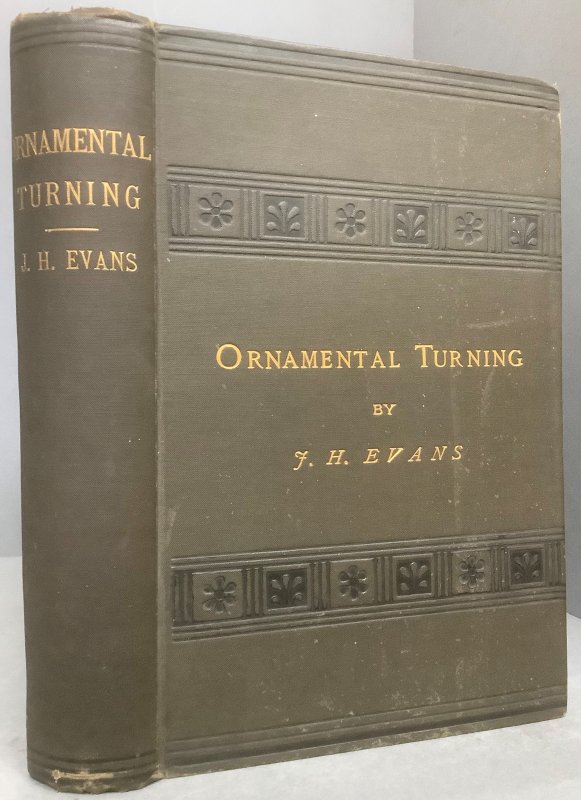 ORNAMENTAL
TURNING
J. H. EVANS
ORNAMENTAL TURNING
BY
J. H. EVANS